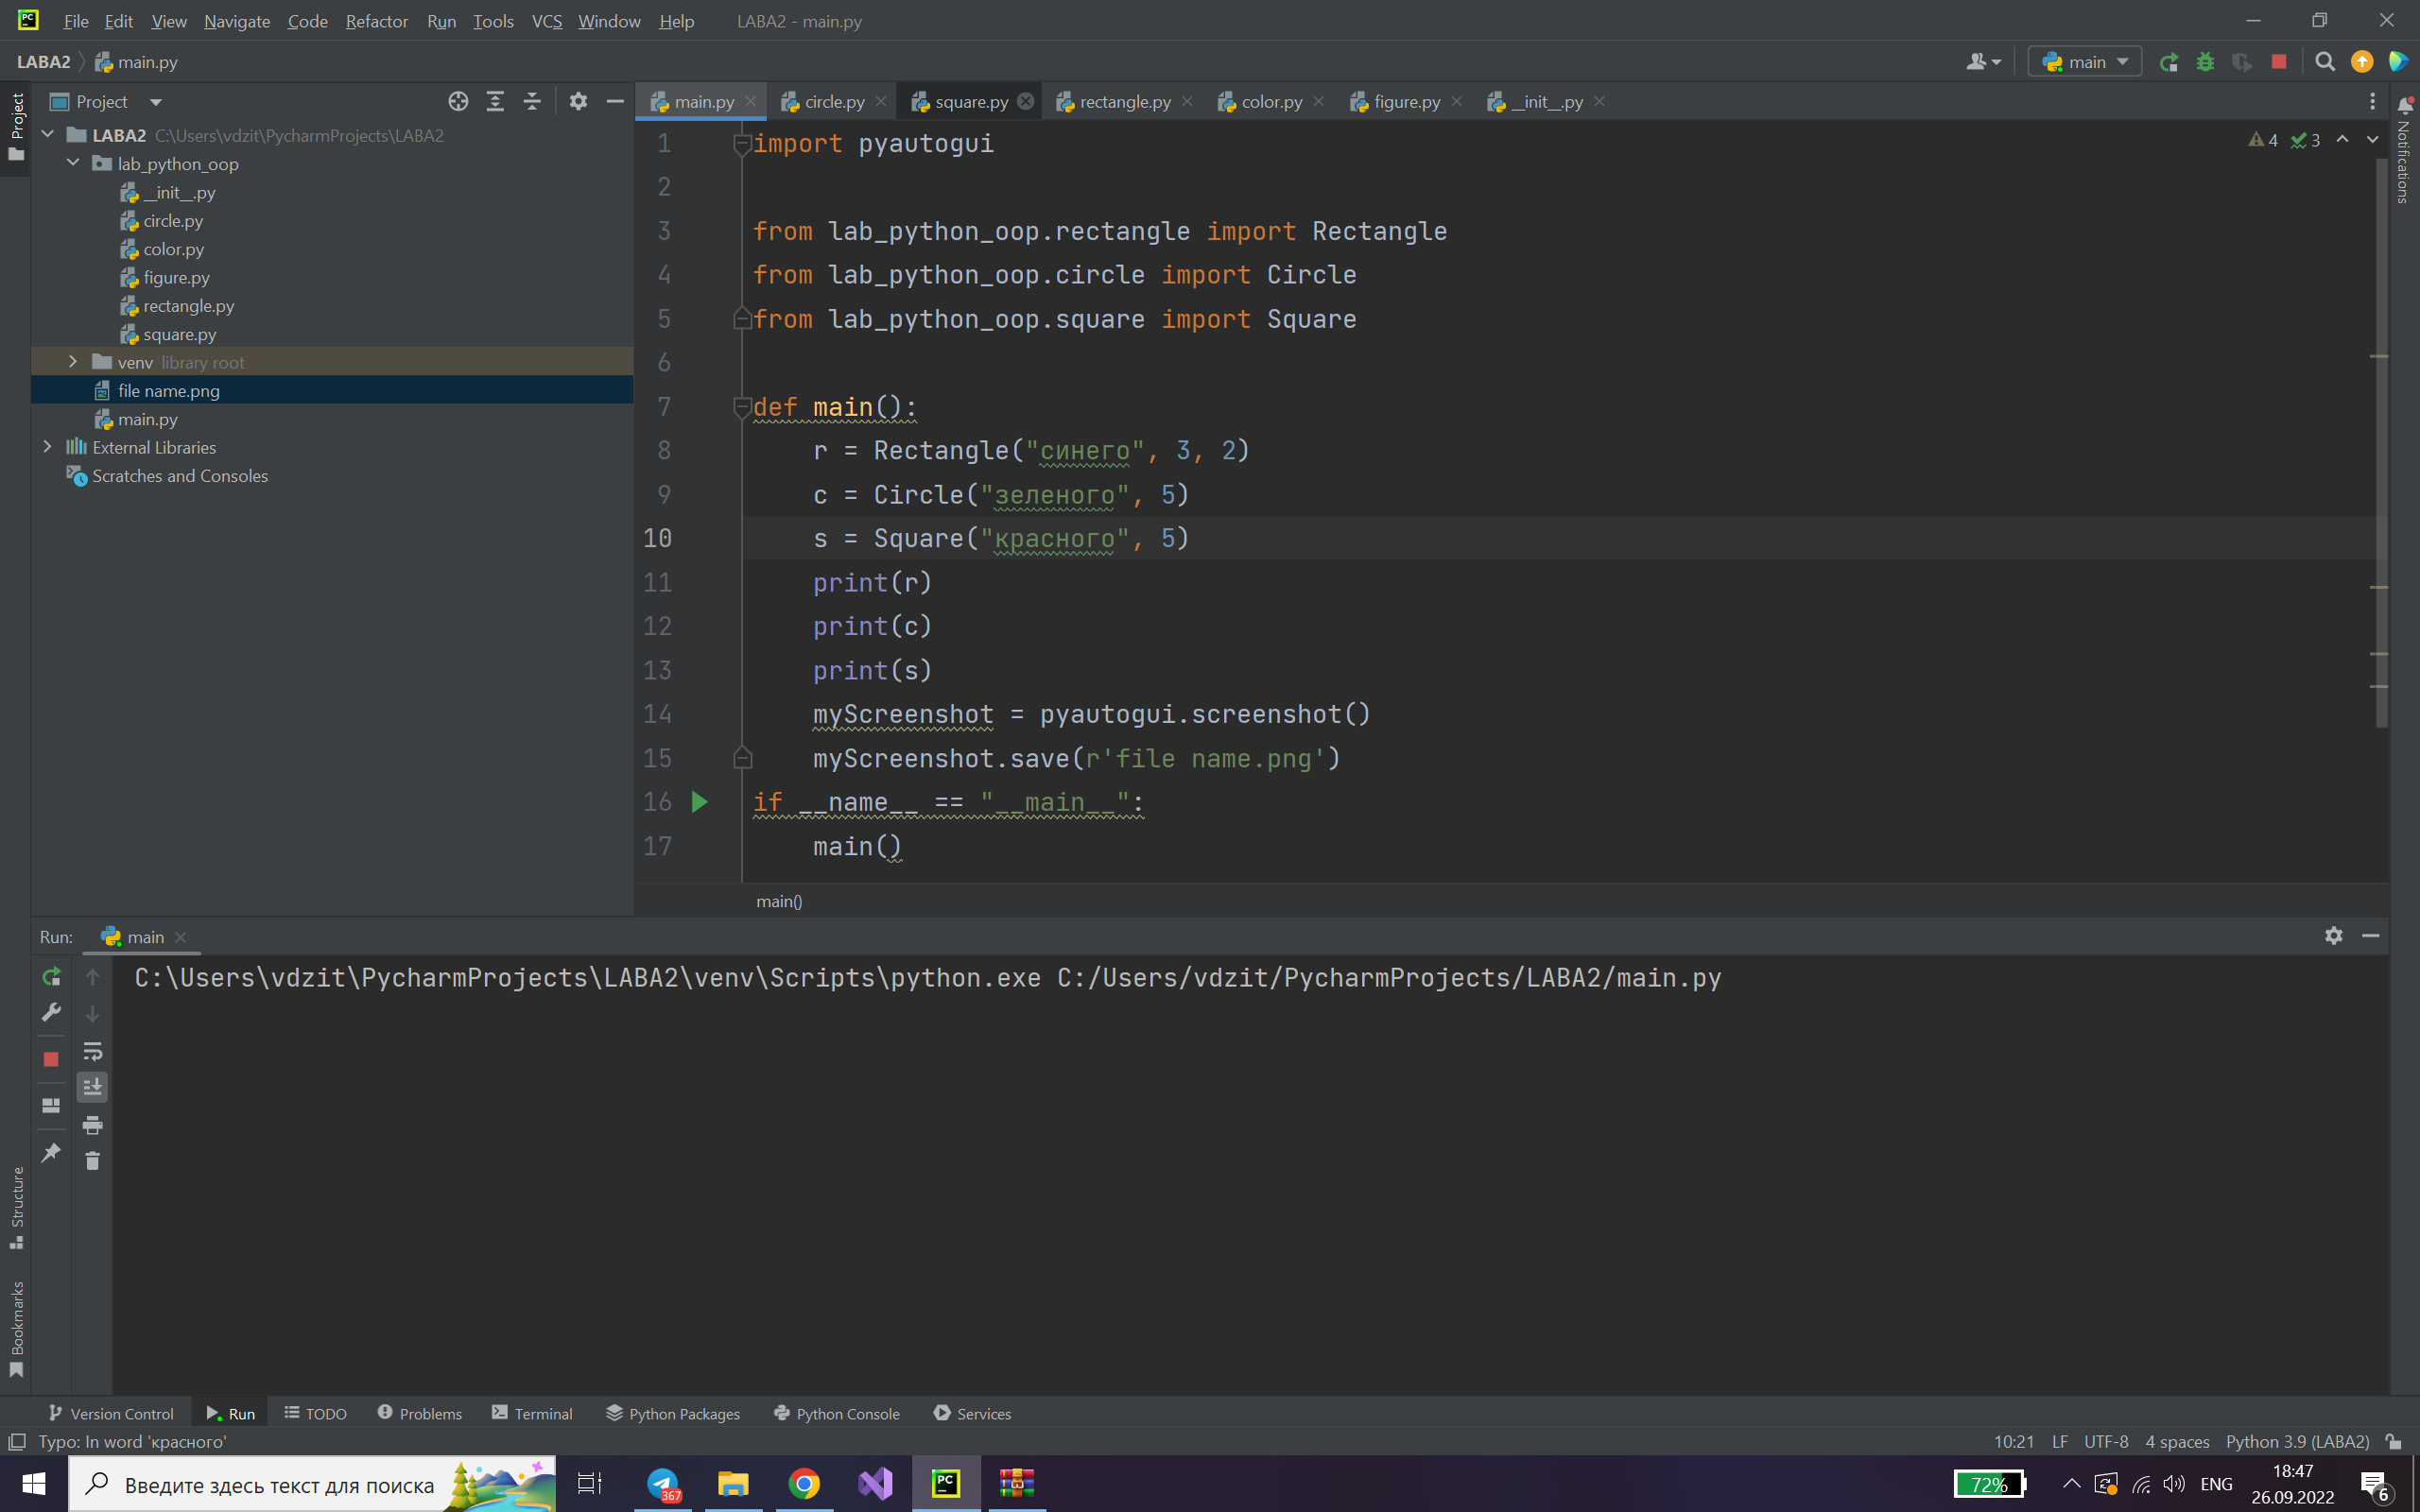 File Edit View Navigate Code Refactor Run Tools VCS Window Help LABA2 - main.py
LABA2 main.py main
Project
Project
LABA2 C:\Users\vdzit\PycharmProjects\LABA2
lab_python_oop
__init__.py
circle.py
color.py
figure.py
rectangle.py
square.py
venv library root
file name.png
main.py
External Libraries
Scratches and Consoles
main.py circle.py square.py rectangle.py color.py figure.py __init__.py
4 3
Notifications
1 import pyautogui
2
3 from lab_python_oop.rectangle import Rectangle
4 from lab_python_oop.circle import Circle
5 from lab_python_oop.square import Square
6
7 def main():
8 r = Rectangle("синего", 3, 2)
9 c = Circle("зеленого", 5)
10 s = Square("красного", 5)
11 print(r)
12 print(c)
13 print(s)
14 myScreenshot = pyautogui.screenshot()
15 myScreenshot.save(r'file name.png')
16 if __name__ == "__main__":
17 main()
main()
Run: main
C:\Users\vdzit\PycharmProjects\LABA2\venv\Scripts\python.exe C:/Users/vdzit/PycharmProjects/LABA2/main.py
Structure
Bookmarks
Version Control Run TODO Problems Terminal Python Packages Python Console Services
Typo: In word 'красного' 10:21 LF UTF-8 4 spaces Python 3.9 (LABA2)
Введите здесь текст для поиска 367 PC 72% ENG 18:47
26.09.2022 6